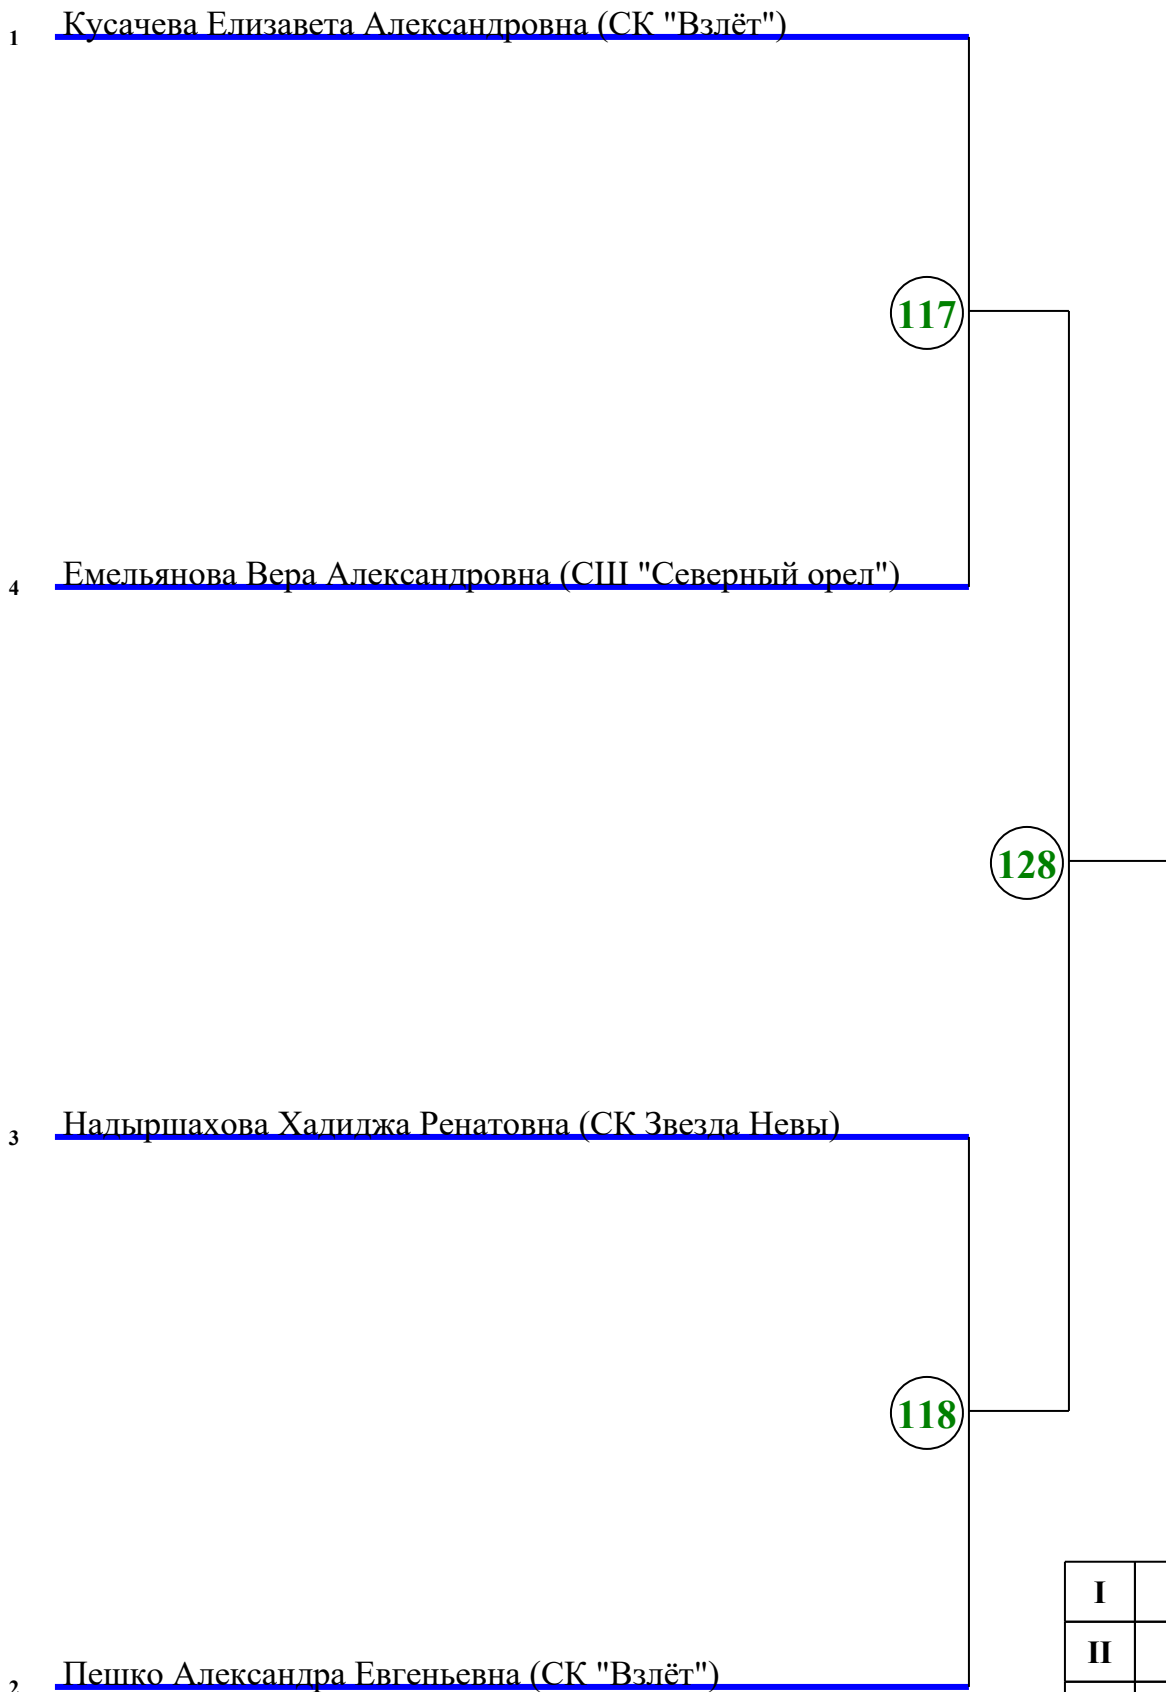 1 Кусачева Елизавета Александровна (СК "Взлёт")
117
4 Емельянова Вера Александровна (СШ "Северный орел")
128
3 Надыршахова Хадиджа Ренатовна (СК Звезда Невы)
118
I
II
2 Пешко Александра Евгеньевна (СК "Взлёт")